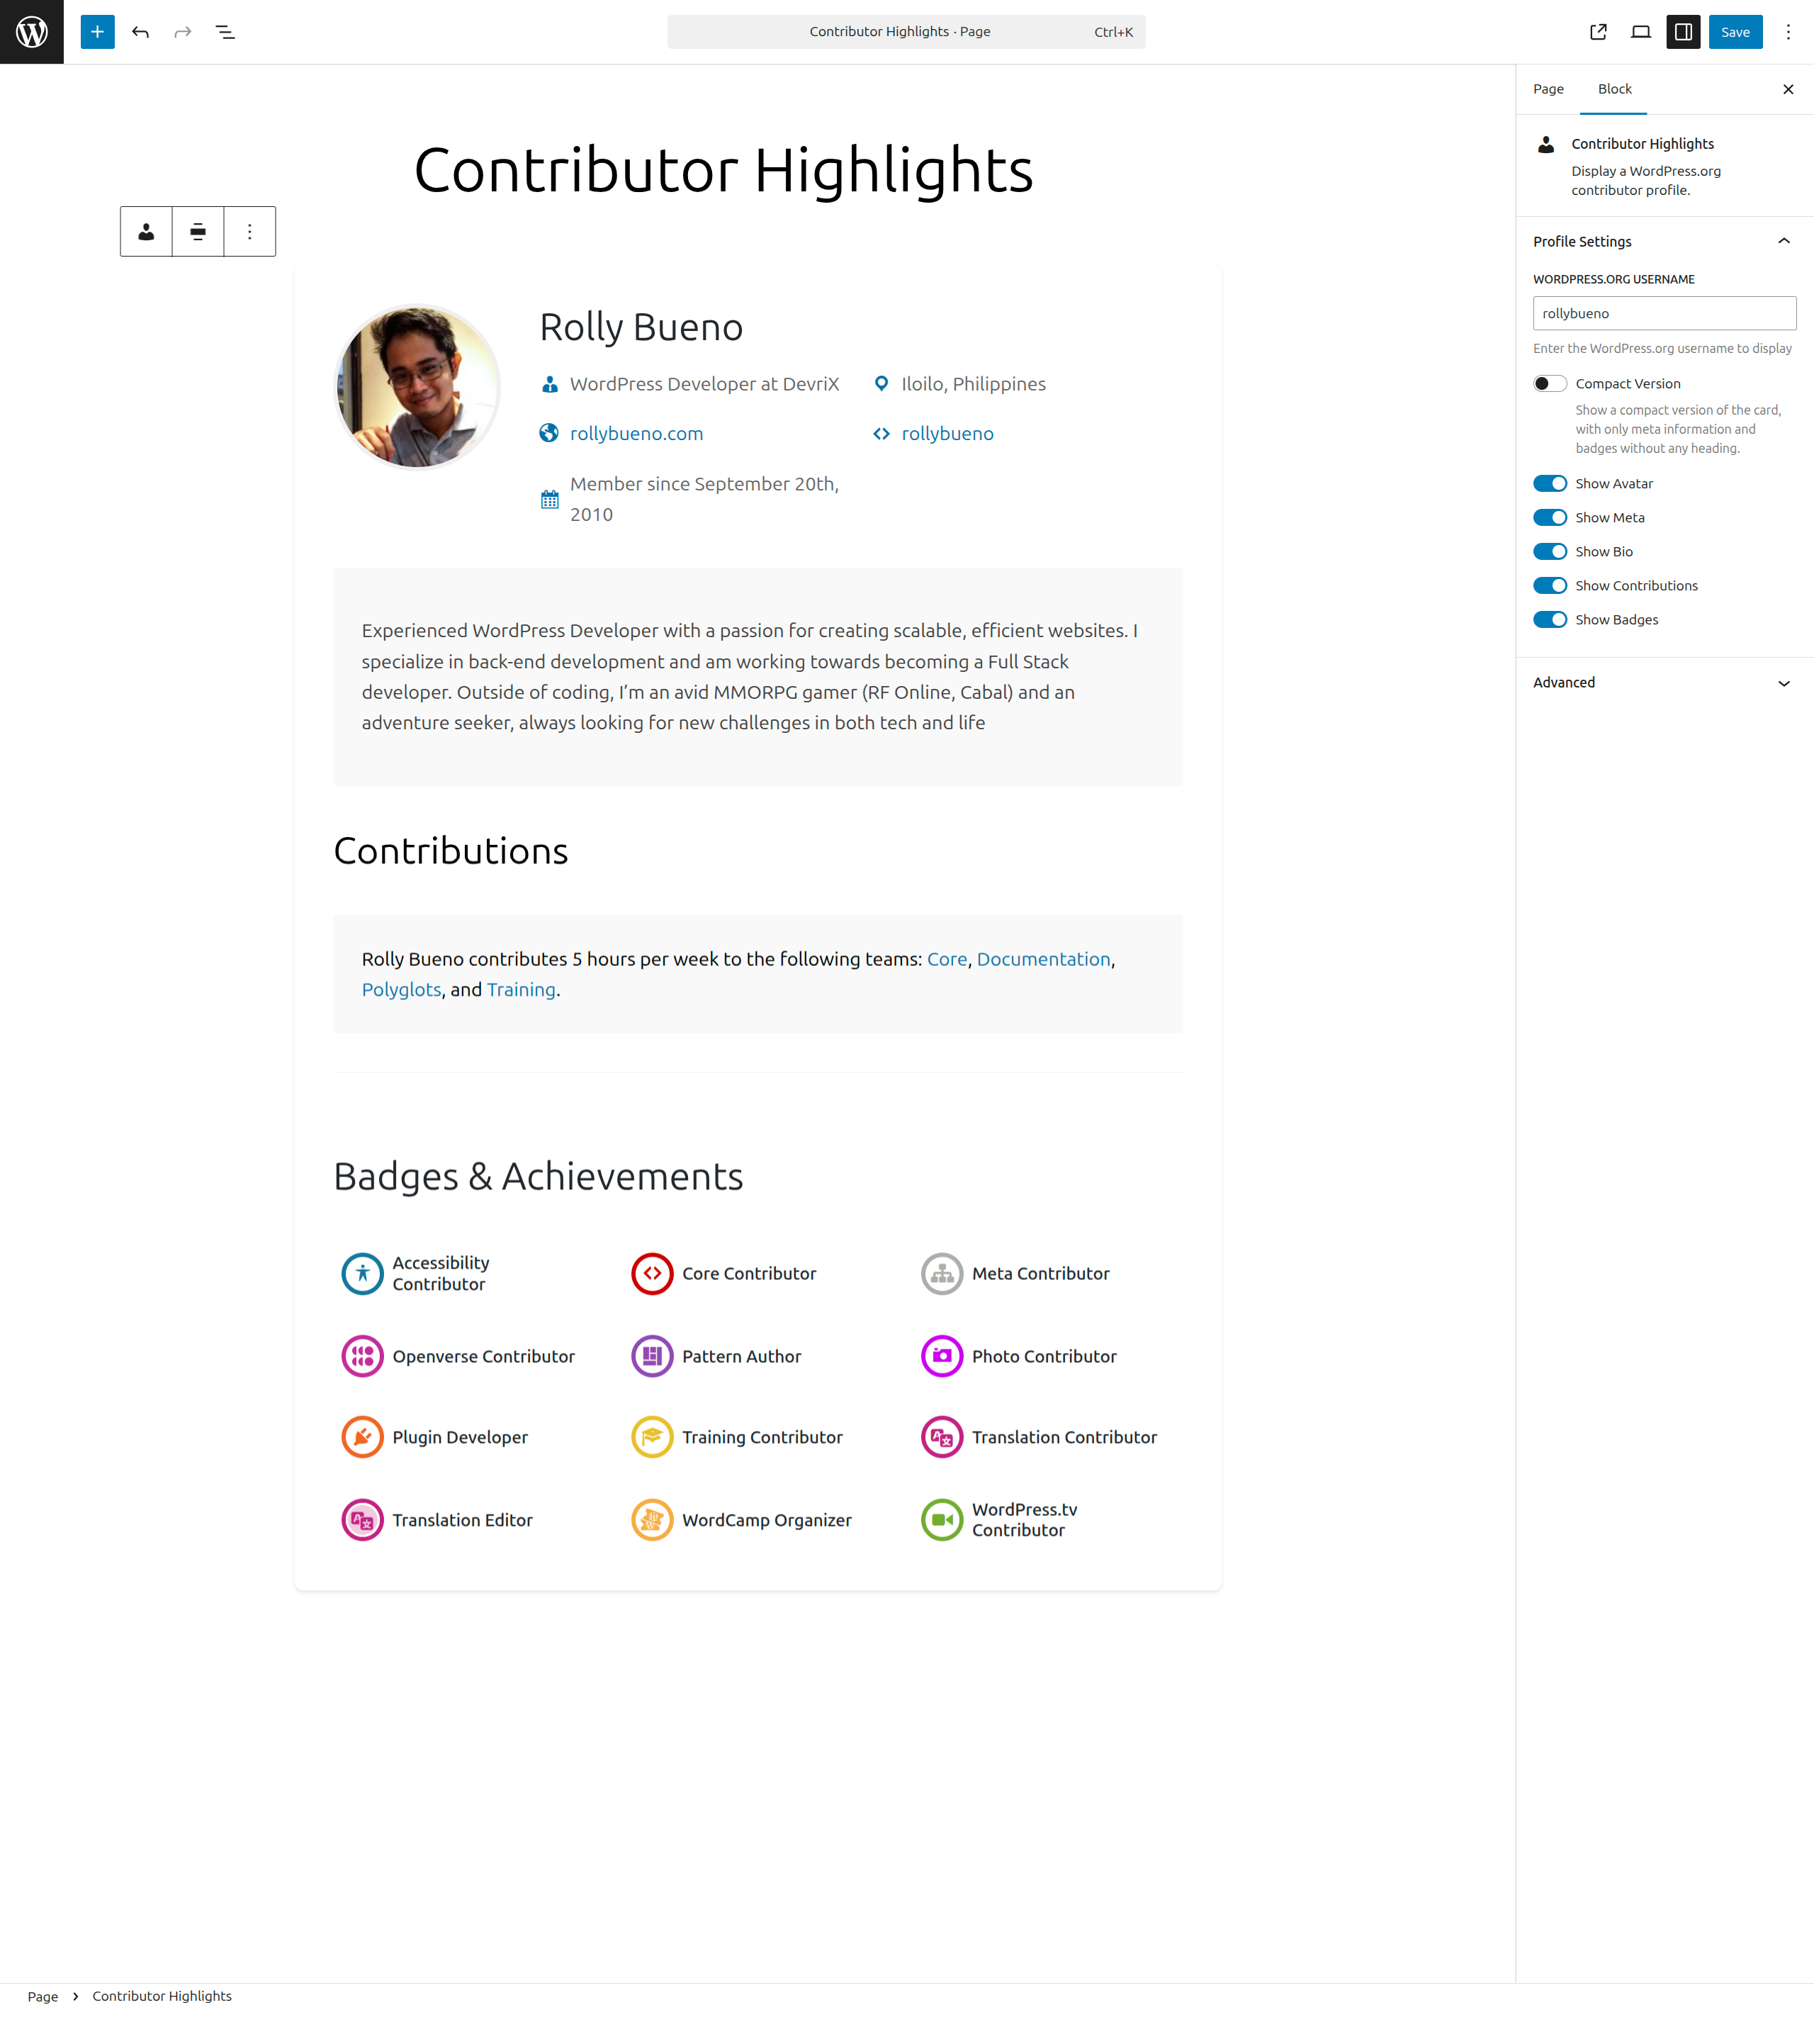 Contributor Highlights · Page
Ctrl+K
Save
Contributor Highlights
Rolly Bueno
WordPress Developer at DevriX
Iloilo, Philippines
rollybueno.com
rollybueno
Member since September 20th,
2010
Experienced WordPress Developer with a passion for creating scalable, efficient websites. I
specialize in back-end development and am working towards becoming a Full Stack
developer. Outside of coding, I’m an avid MMORPG gamer (RF Online, Cabal) and an
adventure seeker, always looking for new challenges in both tech and life
Contributions
Rolly Bueno contributes 5 hours per week to the following teams: Core, Documentation,
Polyglots, and Training.
Badges & Achievements
Accessibility
Contributor
Core Contributor
Meta Contributor
Openverse Contributor
Pattern Author
Photo Contributor
Plugin Developer
Training Contributor
Translation Contributor
Translation Editor
WordCamp Organizer
WordPress.tv
Contributor
Page
Block
Contributor Highlights
Display a WordPress.org
contributor profile.
Profile Settings
WORDPRESS.ORG USERNAME
rollybueno
Enter the WordPress.org username to display
Compact Version
Show a compact version of the card,
with only meta information and
badges without any heading.
Show Avatar
Show Meta
Show Bio
Show Contributions
Show Badges
Advanced
Page
Contributor Highlights